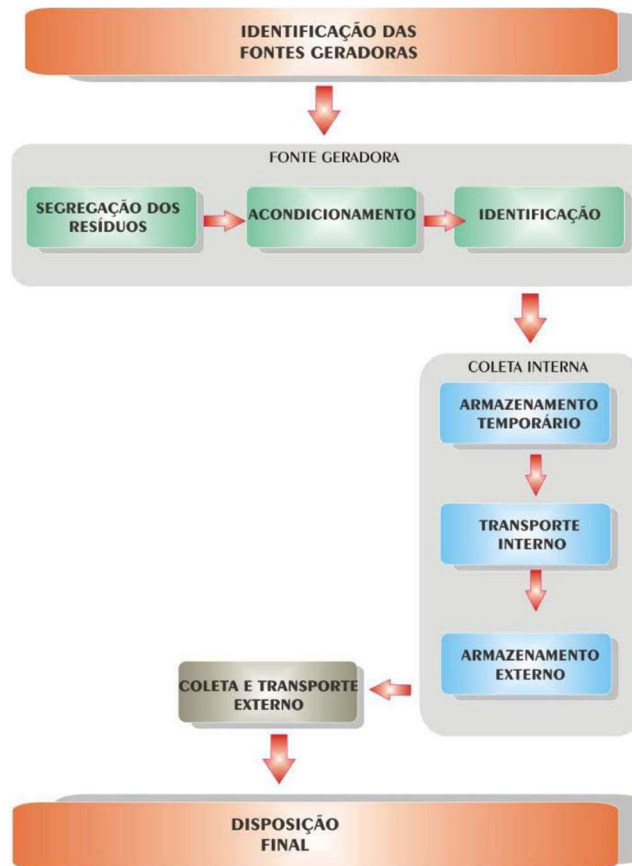 IDENTIFICAÇÃO DAS
FONTES GERADORAS
FONTE GERADORA
SEGREGAÇÃO DOS
RESÍDUOS
ACONDICIONAMENTO
IDENTIFICAÇÃO
COLETA INTERNA
ARMAZENAMENTO
TEMPORÁRIO
TRANSPORTE
INTERNO
ARMAZENAMENTO
EXTERNO
COLETA E TRANSPORTE
EXTERNO
DISPOSIÇÃO
FINAL